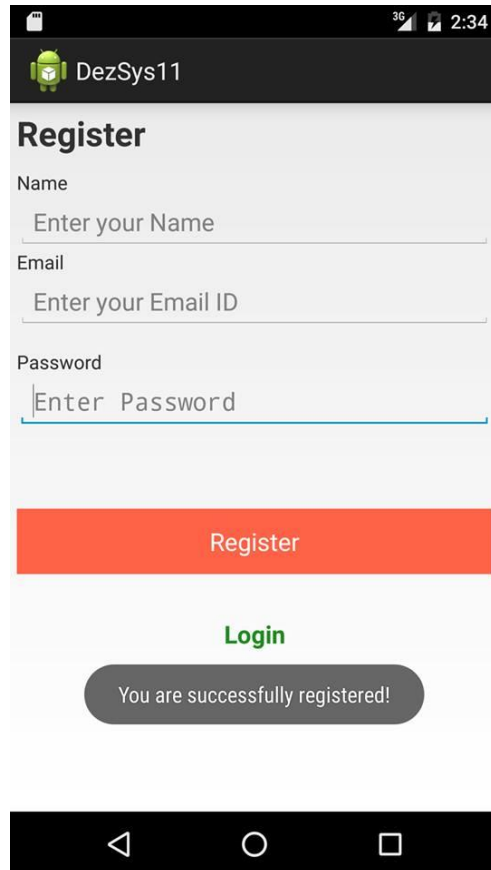 3G 2:34
DezSys11
Register
Name
Enter your Name
Email
Enter your Email ID
Password
Enter Password
Register
Login
You are successfully registered!